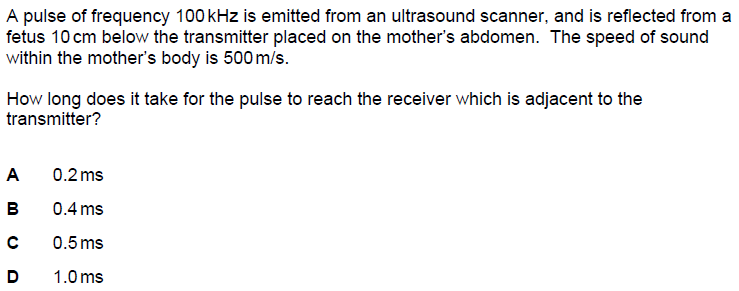 A pulse of frequency 100 kHz is emitted from an ultrasound scanner, and is reflected from a
fetus 10 cm below the transmitter placed on the mother's abdomen. The speed of sound
within the mother's body is 500 m/s.
How long does it take for the pulse to reach the receiver which is adjacent to the
transmitter?
A 0.2 ms
B 0.4 ms
C 0.5 ms
D 1.0 ms